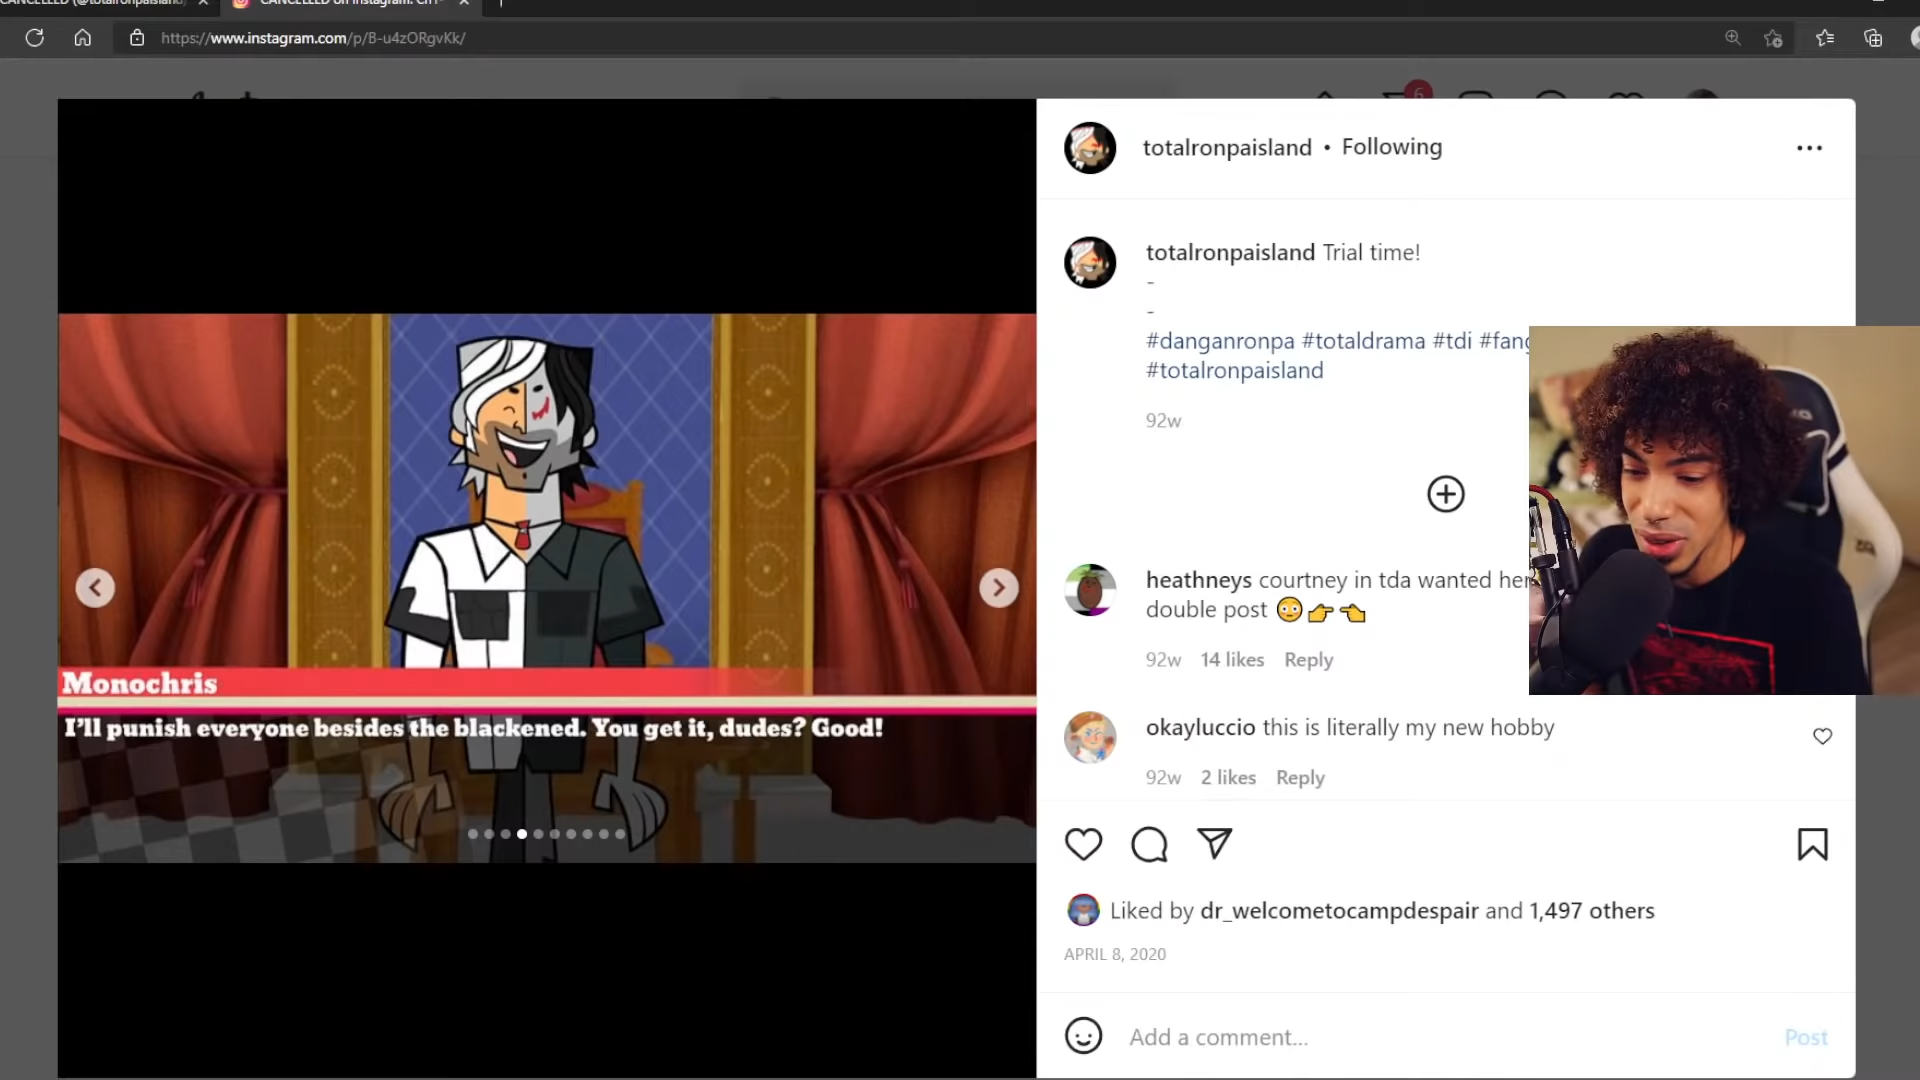 https://www.instagram.com/p/B-u4zORgvKk/
6
totalronpaisland • Following
totalronpaisland Trial time!
-
-
#danganronpa #totaldrama #tdi
#totalronpaisland
92w
heathneys courtney in tda wanted
double post 😳👉👈
92w 14 likes Reply
okayluccio this is literally my new hobby
92w 2 likes Reply
Monochris
I'll punish everyone besides the blackened. You get it, dudes? Good!
Liked by dr_welcometocampdespair and 1,497 others
APRIL 8, 2020
Add a comment...
Post